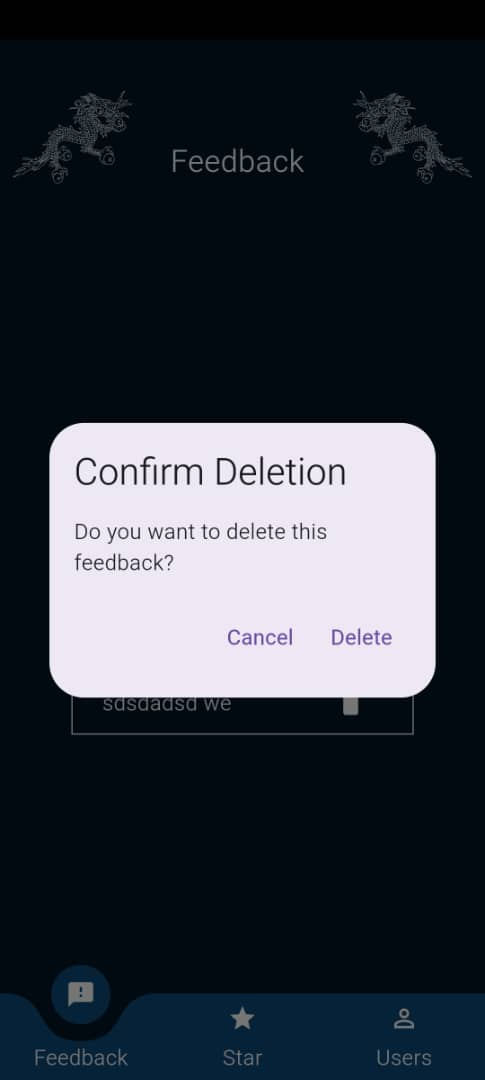 Feedback
Confirm Deletion
Do you want to delete this
feedback?
Cancel Delete
sdsdadsd we
Feedback Star Users